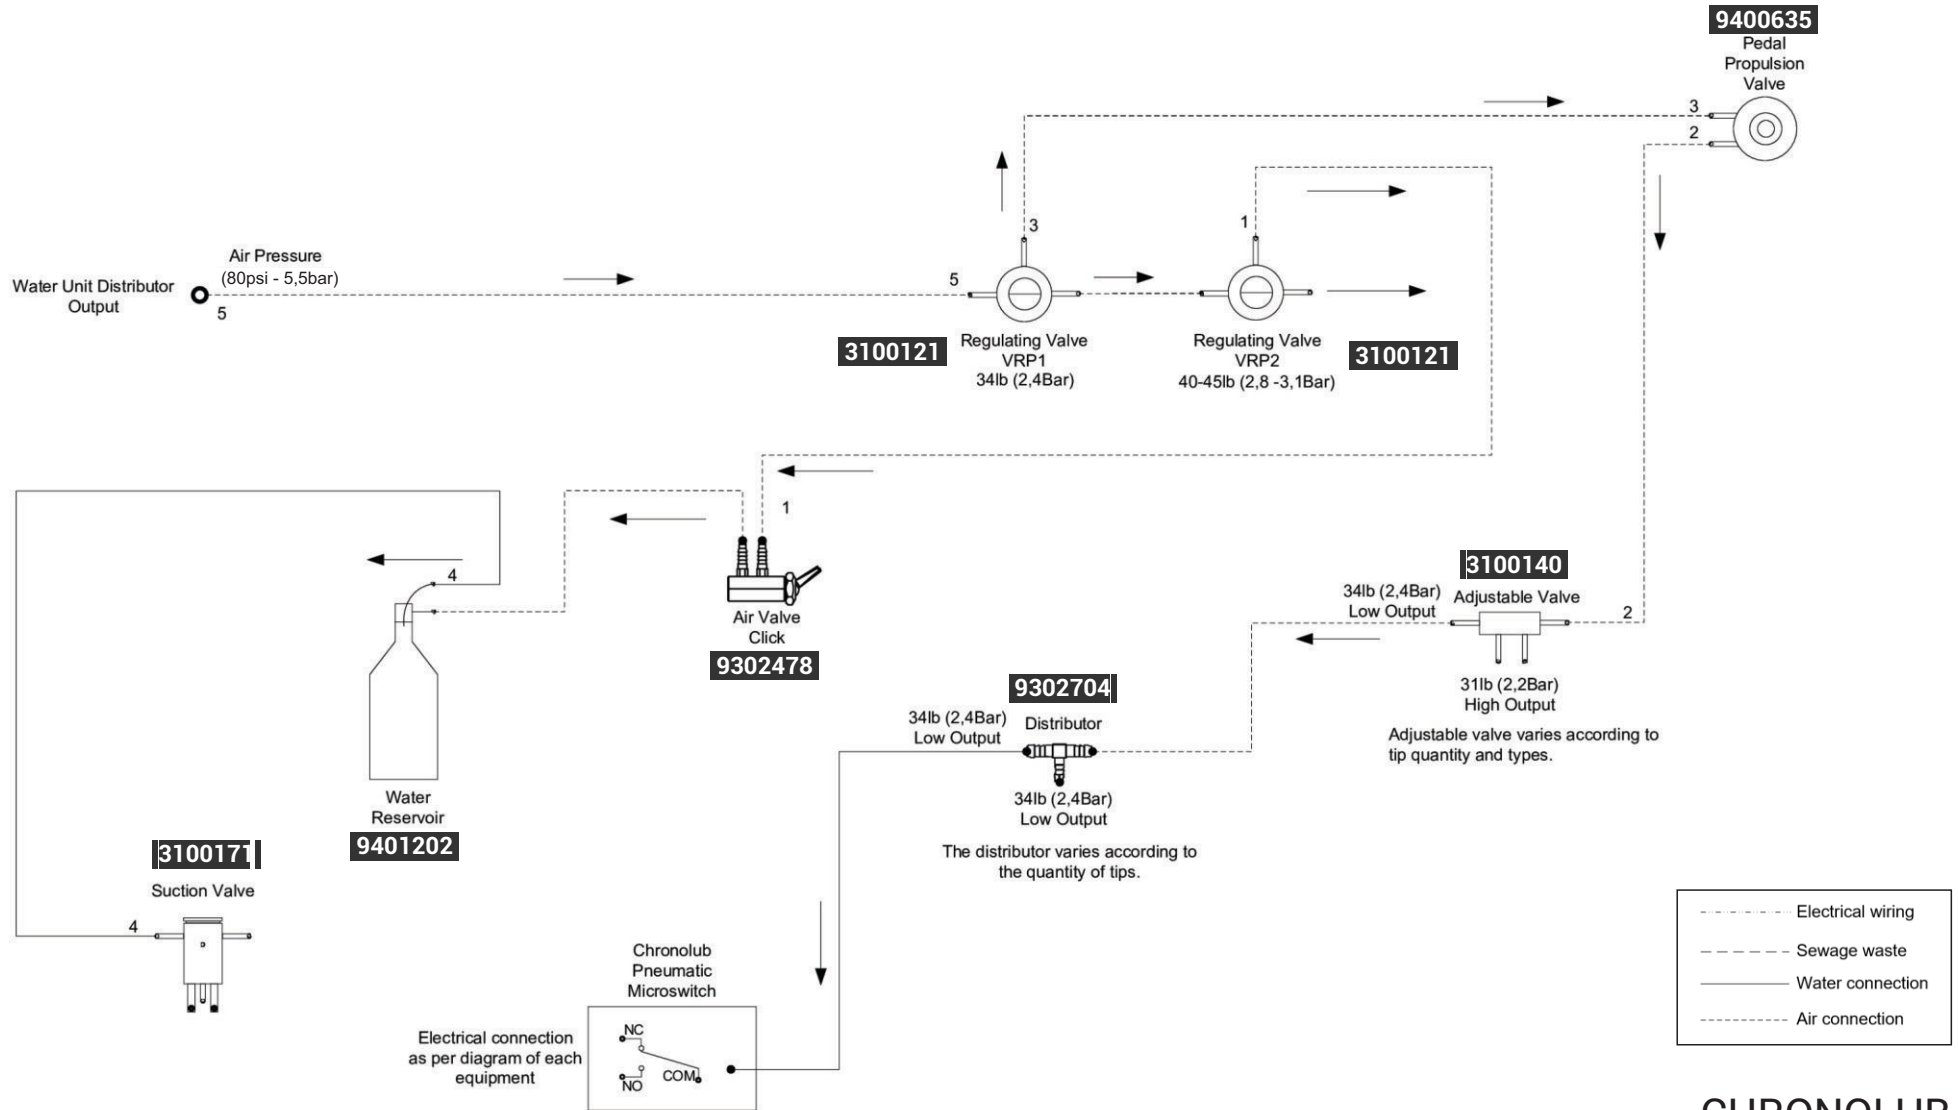 9400635
Pedal
Propulsion
Valve
3
2
3
1
Air Pressure
(80psi - 5,5bar)
Water Unit Distributor
Output
5
5
3100121
Regulating Valve
VRP1
34lb (2,4Bar)
Regulating Valve
VRP2
40-45lb (2,8 -3,1Bar)
3100121
1
4
Air Valve
Click
9302478
3100140
34lb (2,4Bar)
Low Output
Adjustable Valve
2
31lb (2,2Bar)
High Output
Adjustable valve varies according to
tip quantity and types.
9302704
34lb (2,4Bar)
Low Output
Distributor
34lb (2,4Bar)
Low Output
The distributor varies according to
the quantity of tips.
Water
Reservoir
9401202
3100171
Suction Valve
4
Chronolub
Pneumatic
Microswitch
Electrical connection
as per diagram of each
equipment
NC
NO
COM
Electrical wiring
Sewage waste
Water connection
Air connection
CHRONOLUB